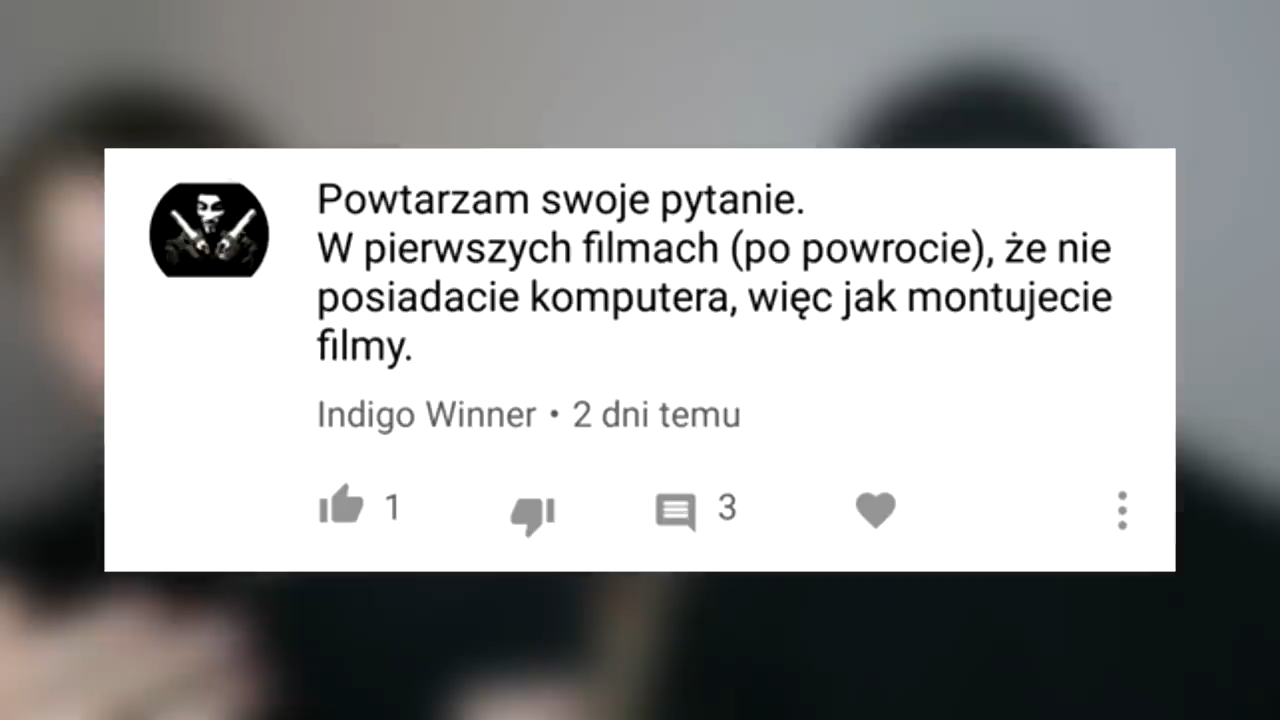 Powtarzam swoje pytanie.
W pierwszych filmach (po powrocie), że nie
posiadacie komputera, więc jak montujecie
filmy.
Indigo Winner • 2 dni temu
1
3